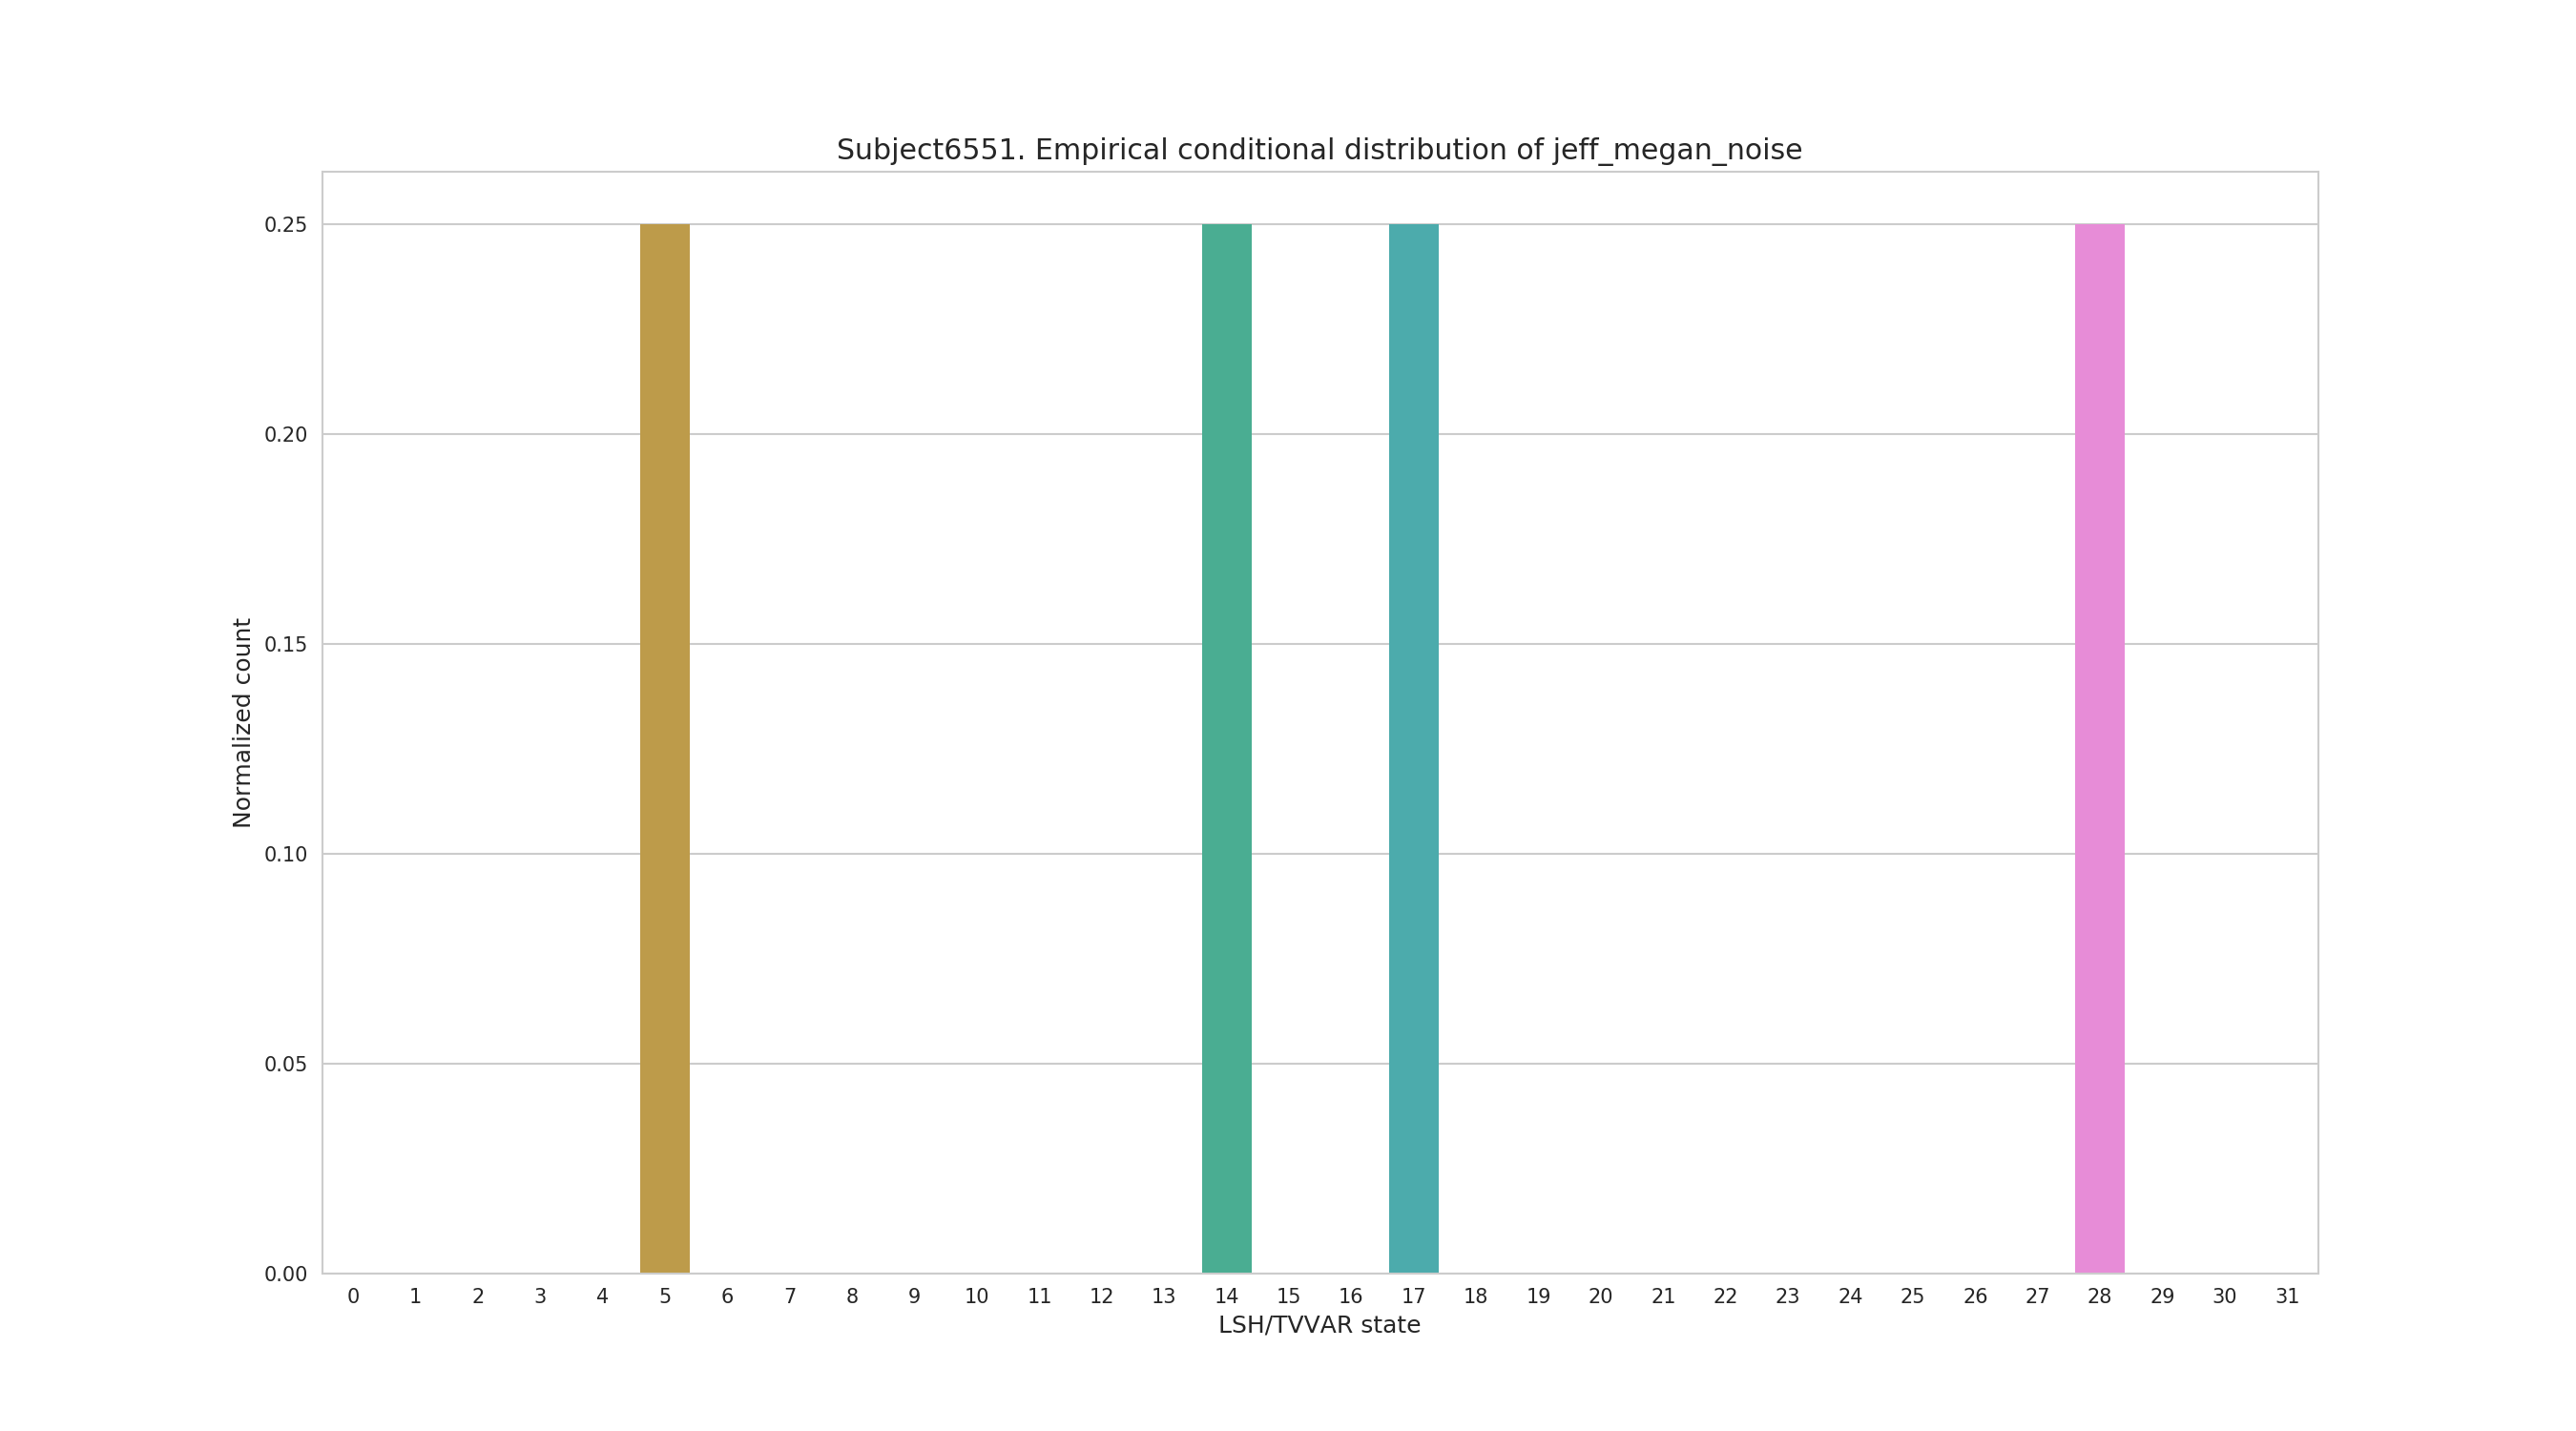 Subject6551. Empirical conditional distribution of jeff_megan_noise
Normalized count
0.25
0.20
0.15
0.10
0.05
0.00
0 1 2 3 4 5 6 7 8 9 10 11 12 13 14 15 16 17 18 19 20 21 22 23 24 25 26 27 28 29 30 31
LSH/TVVAR state